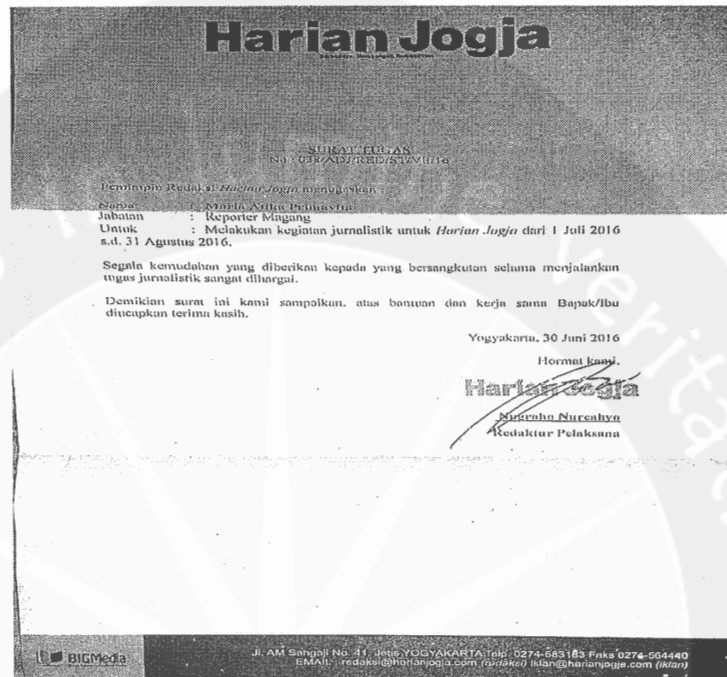 Harian Jogja
SURAT TUGAS
Pemimpin Redaksi Harian Jogja menugaskan :
Nama : Maria
Jabatan : Reporter Magang
Untuk : Melakukan kegiatan jurnalistik untuk Harian Jogja dari 1 Juli 2016
s.d. 31 Agustus 2016.
Segala kemudahan yang diberikan kepada yang bersangkutan selama menjalankan
tugas jurnalistik sangat dihargai.
Demikian surat ini kami sampaikan, atas bantuan dan kerja sama Bapak/Ibu
diucapkan terima kasih.
Yogyakarta, 30 Juni 2016
Hormat kami,
Harian Jogja
Nugroho Nurcahyo
Redaktur Pelaksana
BIGMedia
Jl. AM Sangaji No. 41, Jetis YOGYAKARTA Telp. 0274-583183 Faks 0274-564440
EMAIL : redaksi@harianjogja.com (redaksi) iklan@harianjogja.com (iklan)